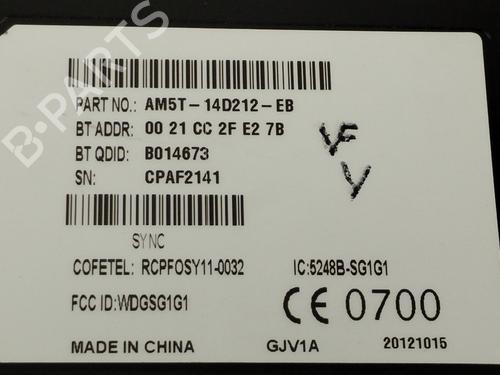 B-PARTS
PART NO.: AM5T-14D212-EB
BT ADDR: 00 21 CC 2F E2 7B
BT QDID: B014673
SN: CPAF2141
VF
V
SYNC
COFETEL: RCPFOSY11-0032 IC:5248B-SG1G1
FCC ID:WDGSG1G1 CE 0700
MADE IN CHINA GJV1A 20121015